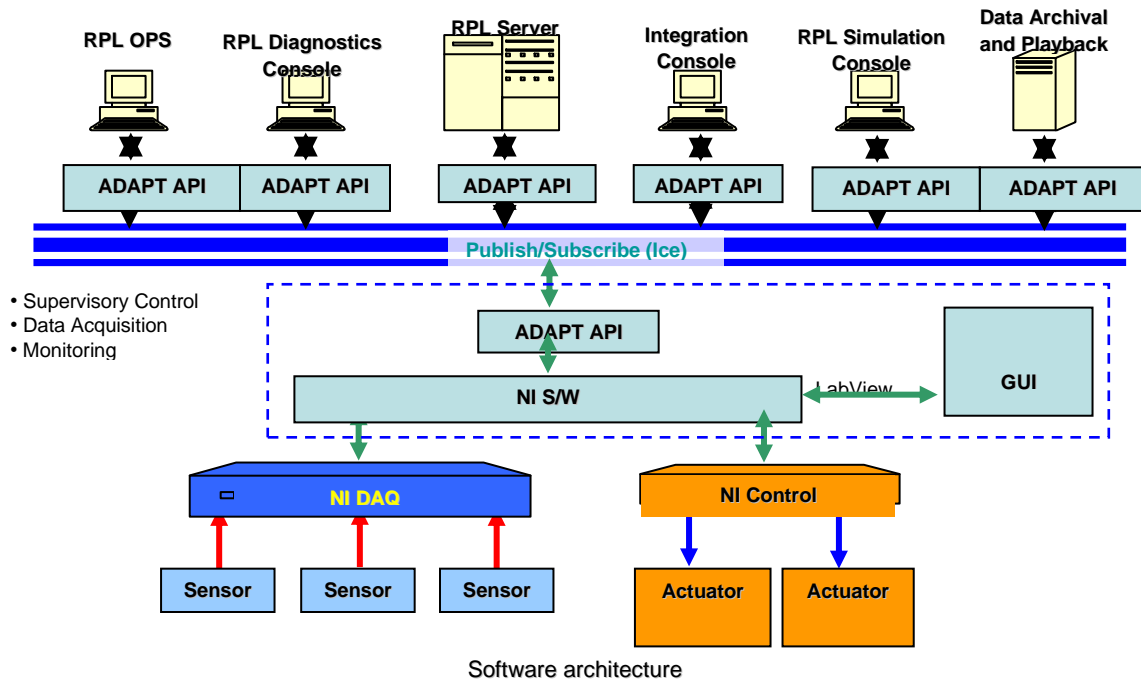 RPL OPS
RPL Diagnostics
Console
RPL Server
Integration
Console
RPL Simulation
Console
Data Archival
and Playback
ADAPT API
ADAPT API
ADAPT API
ADAPT API
ADAPT API
ADAPT API
Publish/Subscribe (Ice)
• Supervisory Control
• Data Acquisition
• Monitoring
ADAPT API
NI S/W
LabView
GUI
NI DAQ
NI Control
Sensor
Sensor
Sensor
Actuator
Actuator
Software architecture